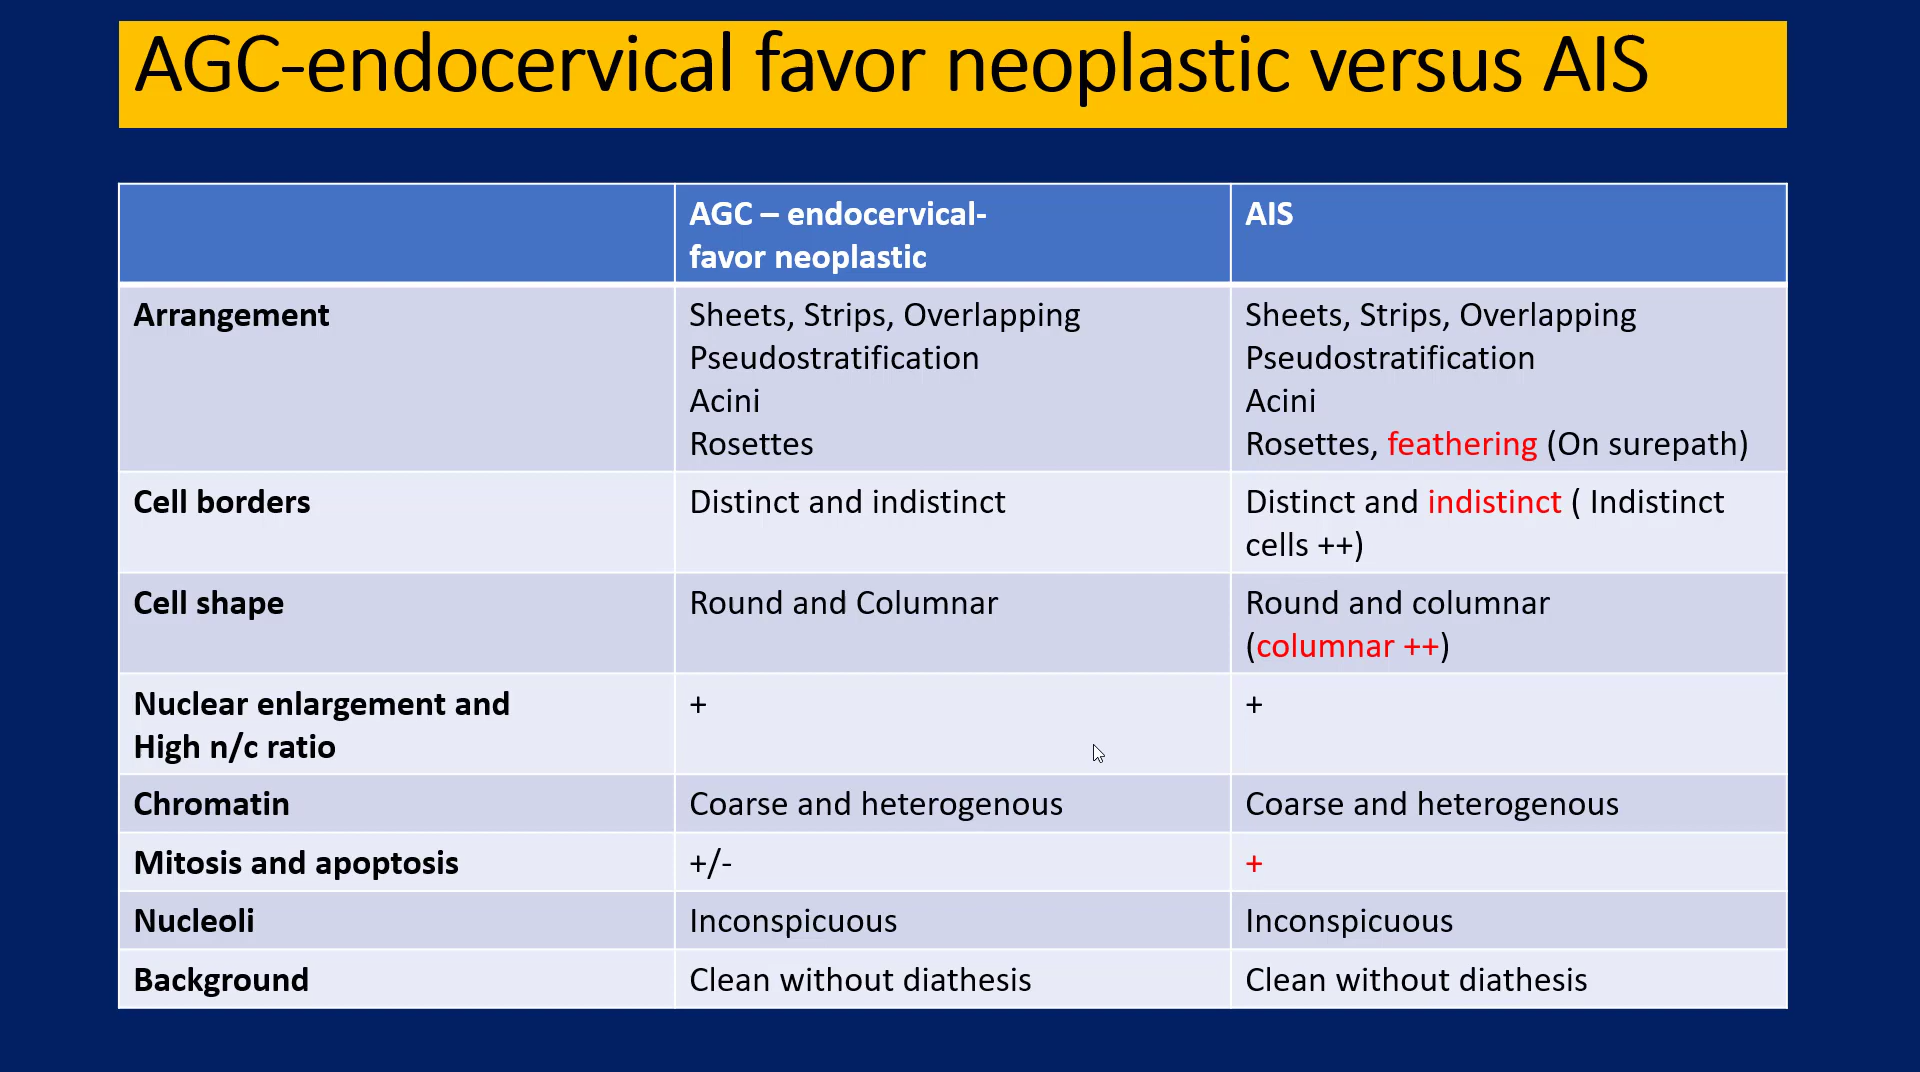 AGC-endocervical favor neoplastic versus AIS
AGC – endocervical-
favor neoplastic
AIS
Arrangement
Sheets, Strips, Overlapping
Pseudostratification
Acini
Rosettes
Sheets, Strips, Overlapping
Pseudostratification
Acini
Rosettes, feathering (On surepath)
Cell borders
Distinct and indistinct
Distinct and indistinct ( Indistinct
cells ++)
Cell shape
Round and Columnar
Round and columnar
(columnar ++)
Nuclear enlargement and
High n/c ratio
+
+
Chromatin
Coarse and heterogenous
Coarse and heterogenous
Mitosis and apoptosis
+/-
+
Nucleoli
Inconspicuous
Inconspicuous
Background
Clean without diathesis
Clean without diathesis